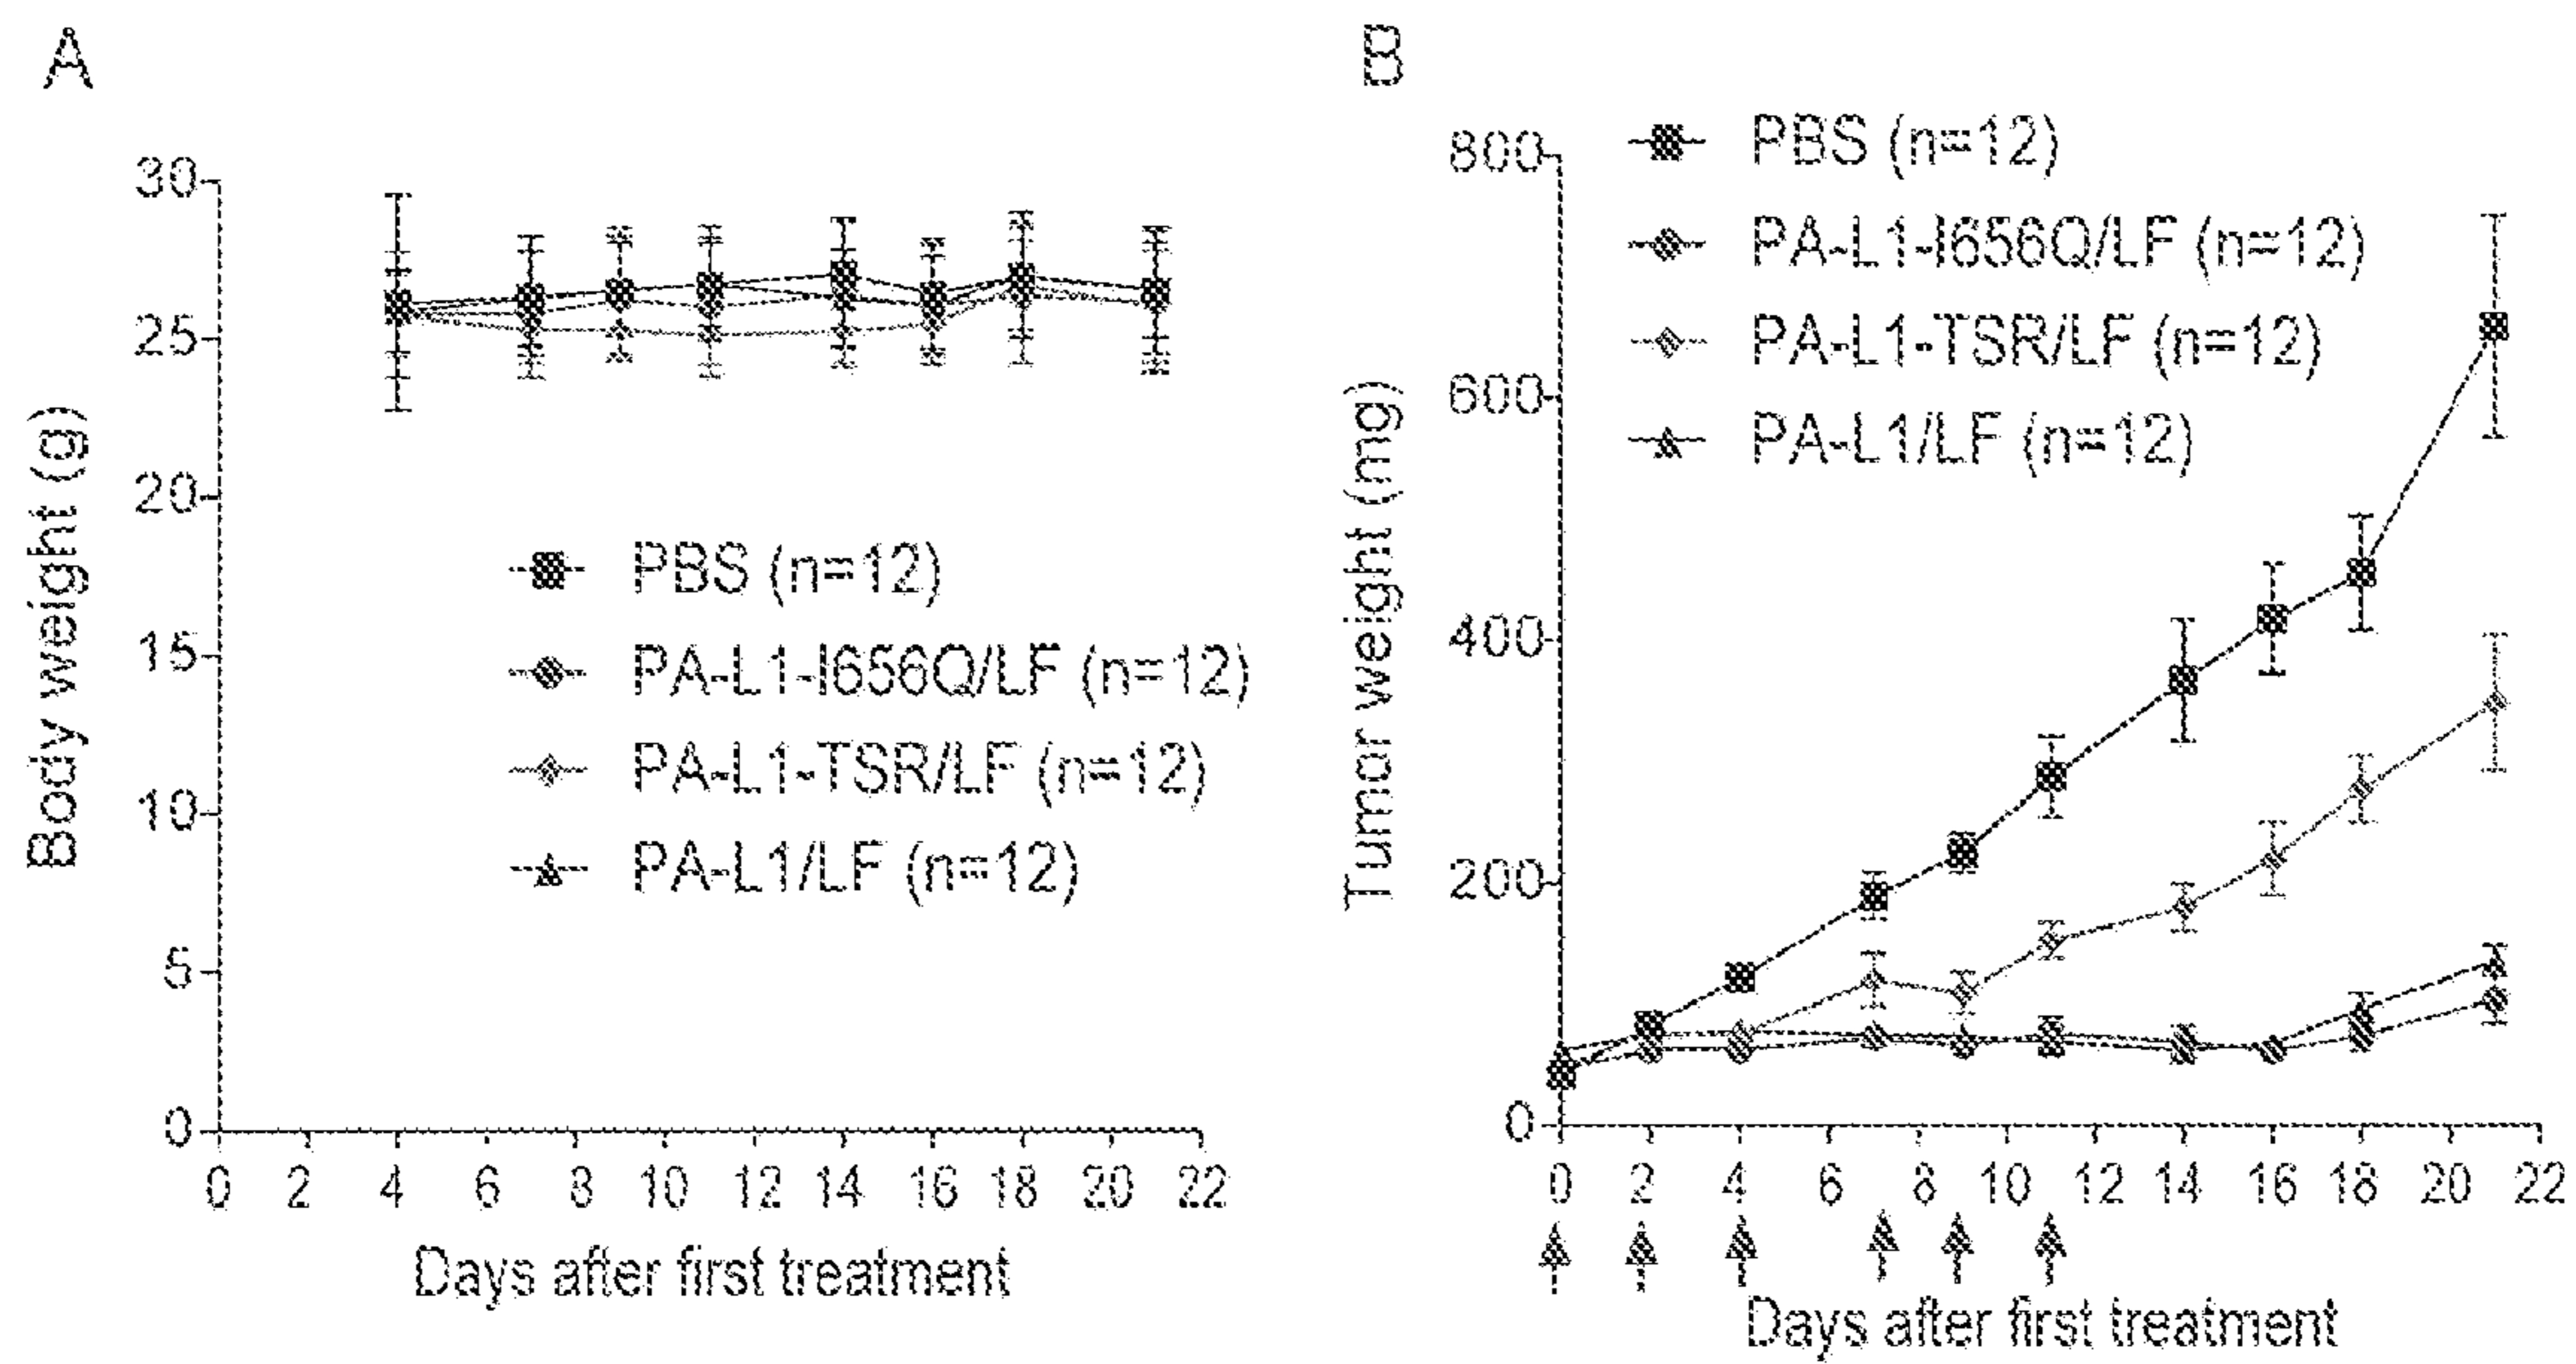 A
30
25
20
15
10
5
0
Body weight (g)
PBS (n=12)
PA-L1-I656Q/LF (n=12)
PA-L1-TSR/LF (n=12)
PA-L1/LF (n=12)
0 2 4 6 8 10 12 14 16 18 20 22
Days after first treatment
B
800
600
400
200
0
Tumor weight (mg)
PBS (n=12)
PA-L1-I656Q/LF (n=12)
PA-L1-TSR/LF (n=12)
PA-L1/LF (n=12)
0 2 4 6 8 10 12 14 16 18 20 22
Days after first treatment